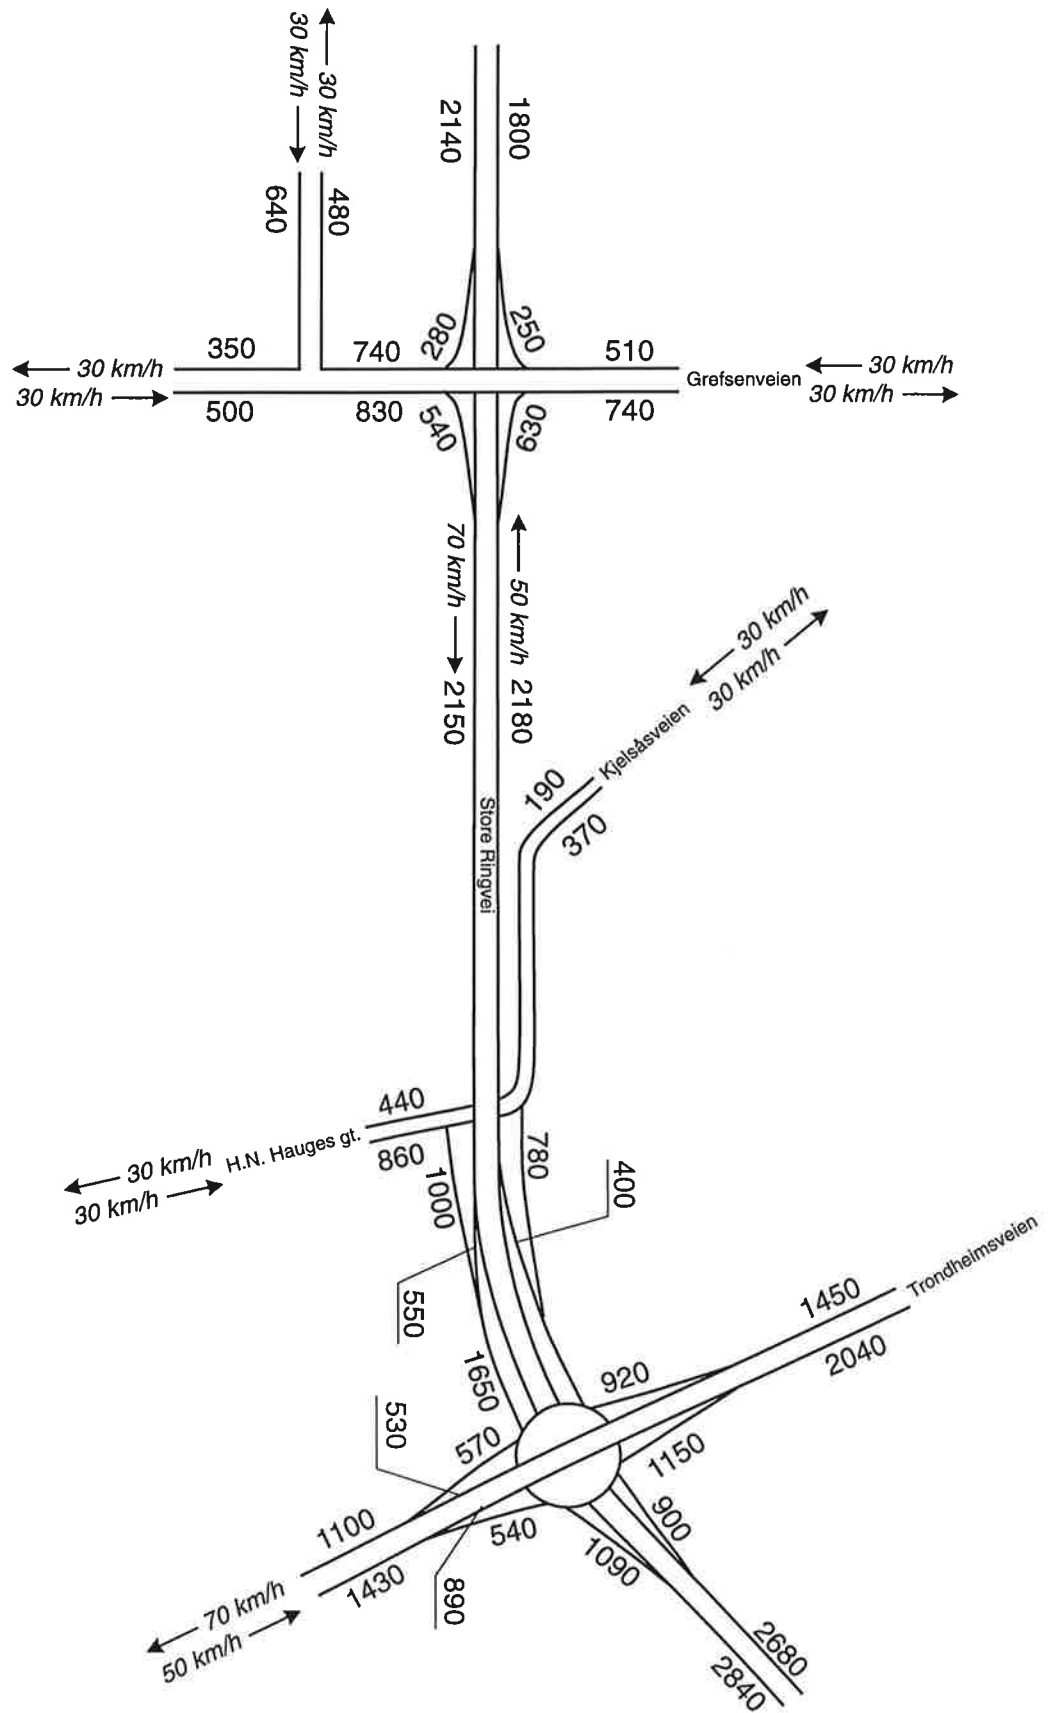 30 km/h
30 km/h
640
480
2140
1800
350
740
280
250
510
30 km/h
30 km/h
Grefsenveien
30 km/h
30 km/h
500
830
540
630
740
70 km/h
50 km/h
2150
2180
30 km/h
30 km/h
Kjelsåsveien
190
370
Store Ringvei
440
860
H.N. Hauges gt.
30 km/h
30 km/h
1000
780
400
550
1650
Trondheimsveien
1450
2040
920
1150
530
570
1100
1430
540
890
900
1090
70 km/h
50 km/h
2680
2840